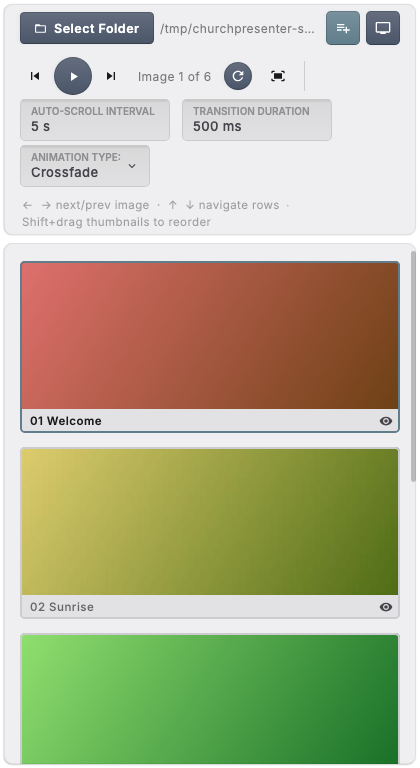 Select Folder /tmp/churchpresenter-s...
Image 1 of 6
AUTO-SCROLL INTERVAL
5 s
TRANSITION DURATION
500 ms
ANIMATION TYPE:
Crossfade
← → next/prev image · ↑ ↓ navigate rows ·
Shift+drag thumbnails to reorder
01 Welcome
02 Sunrise